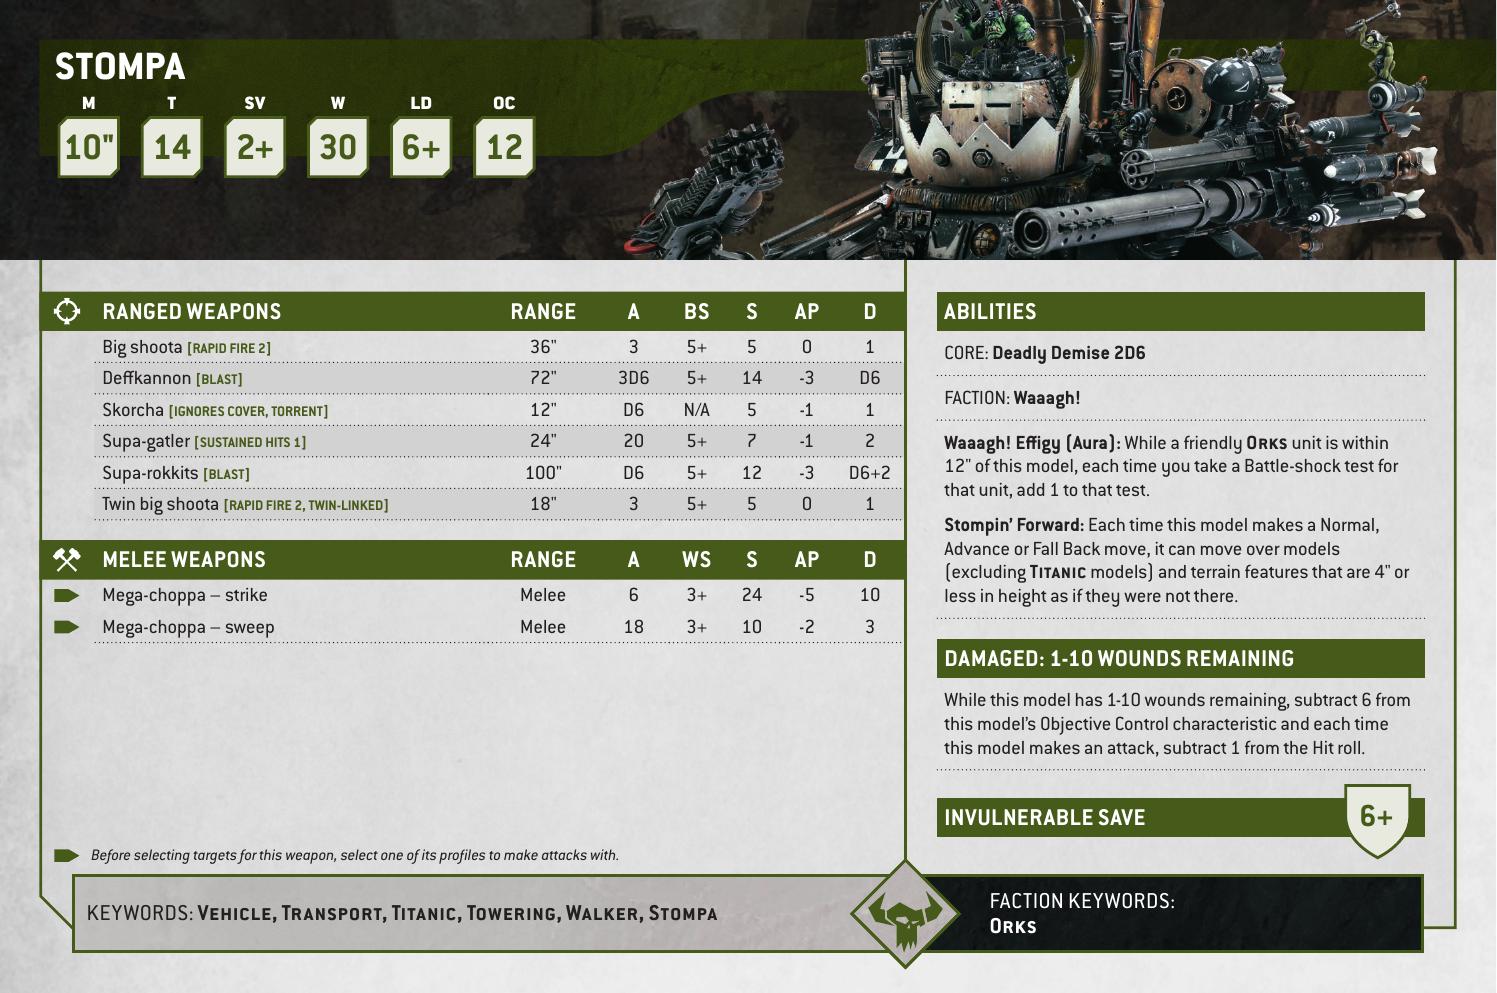 STOMPA
M T SV W LD OC
10" 14 2+ 30 6+ 12
RANGED WEAPONS RANGE A BS S AP D
Big shoota [RAPID FIRE 2] 36" 3 5+ 5 0 1
Deffkannon [BLAST] 72" 3D6 5+ 14 -3 D6
Skorcha [IGNORES COVER, TORRENT] 12" D6 N/A 5 -1 1
Supa-gatler [SUSTAINED HITS 1] 24" 20 5+ 7 -1 2
Supa-rokkits [BLAST] 100" D6 5+ 12 -3 D6+2
Twin big shoota [RAPID FIRE 2, TWIN-LINKED] 18" 3 5+ 5 0 1
MELEE WEAPONS RANGE A WS S AP D
Mega-choppa – strike Melee 6 3+ 24 -5 10
Mega-choppa – sweep Melee 18 3+ 10 -2 3
Before selecting targets for this weapon, select one of its profiles to make attacks with.
ABILITIES
CORE: Deadly Demise 2D6
FACTION: Waaagh!
Waaagh! Effigy (Aura): While a friendly ORKS unit is within
12" of this model, each time you take a Battle-shock test for
that unit, add 1 to that test.
Stompin’ Forward: Each time this model makes a Normal,
Advance or Fall Back move, it can move over models
(excluding TITANIC models) and terrain features that are 4" or
less in height as if they were not there.
DAMAGED: 1-10 WOUNDS REMAINING
While this model has 1-10 wounds remaining, subtract 6 from
this model’s Objective Control characteristic and each time
this model makes an attack, subtract 1 from the Hit roll.
INVULNERABLE SAVE 6+
KEYWORDS: VEHICLE, TRANSPORT, TITANIC, TOWERING, WALKER, STOMPA
FACTION KEYWORDS:
ORKS